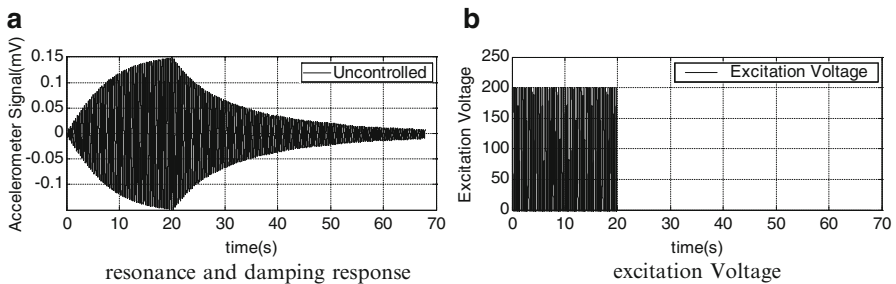 a
Accelerometer Signal(mV)
0.15
0.1
0.05
0
-0.05
-0.1
Uncontrolled
0 10 20 30 40 50 60 70
time(s)
resonance and damping response
b
Excitation Voltage
250
200
150
100
50
0
Excitation Voltage
0 10 20 30 40 50 60 70
time(s)
excitation Voltage